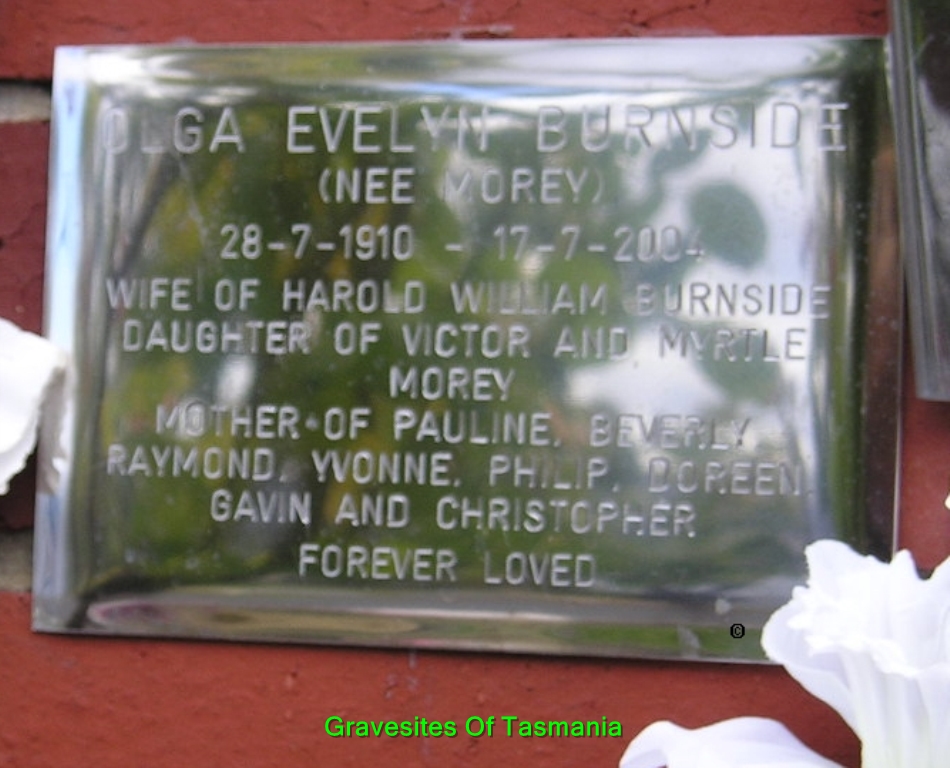 OLGA EVELYN BURNSIDE
(NEE MOREY)
28-7-1910 - 17-7-2004
WIFE OF HAROLD WILLIAM BURNSIDE
DAUGHTER OF VICTOR AND MYRTLE
MOREY
MOTHER OF PAULINE, BEVERLY,
RAYMOND, YVONNE, PHILIP, DOREEN,
GAVIN AND CHRISTOPHER
FOREVER LOVED
©
Gravesites Of Tasmania